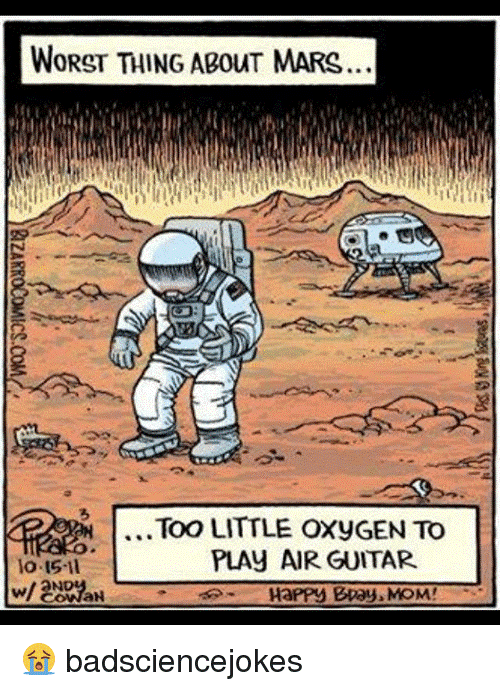 WORST THING ABOUT MARS...
BIZARROCOMICS.COM
...TOO LITTLE OXYGEN TO
PLAY AIR GUITAR
PIRARO.
10-15-11
w/ ANDY
COWAN
HAPPY BDAY, MOM!
😭 badsciencejokes